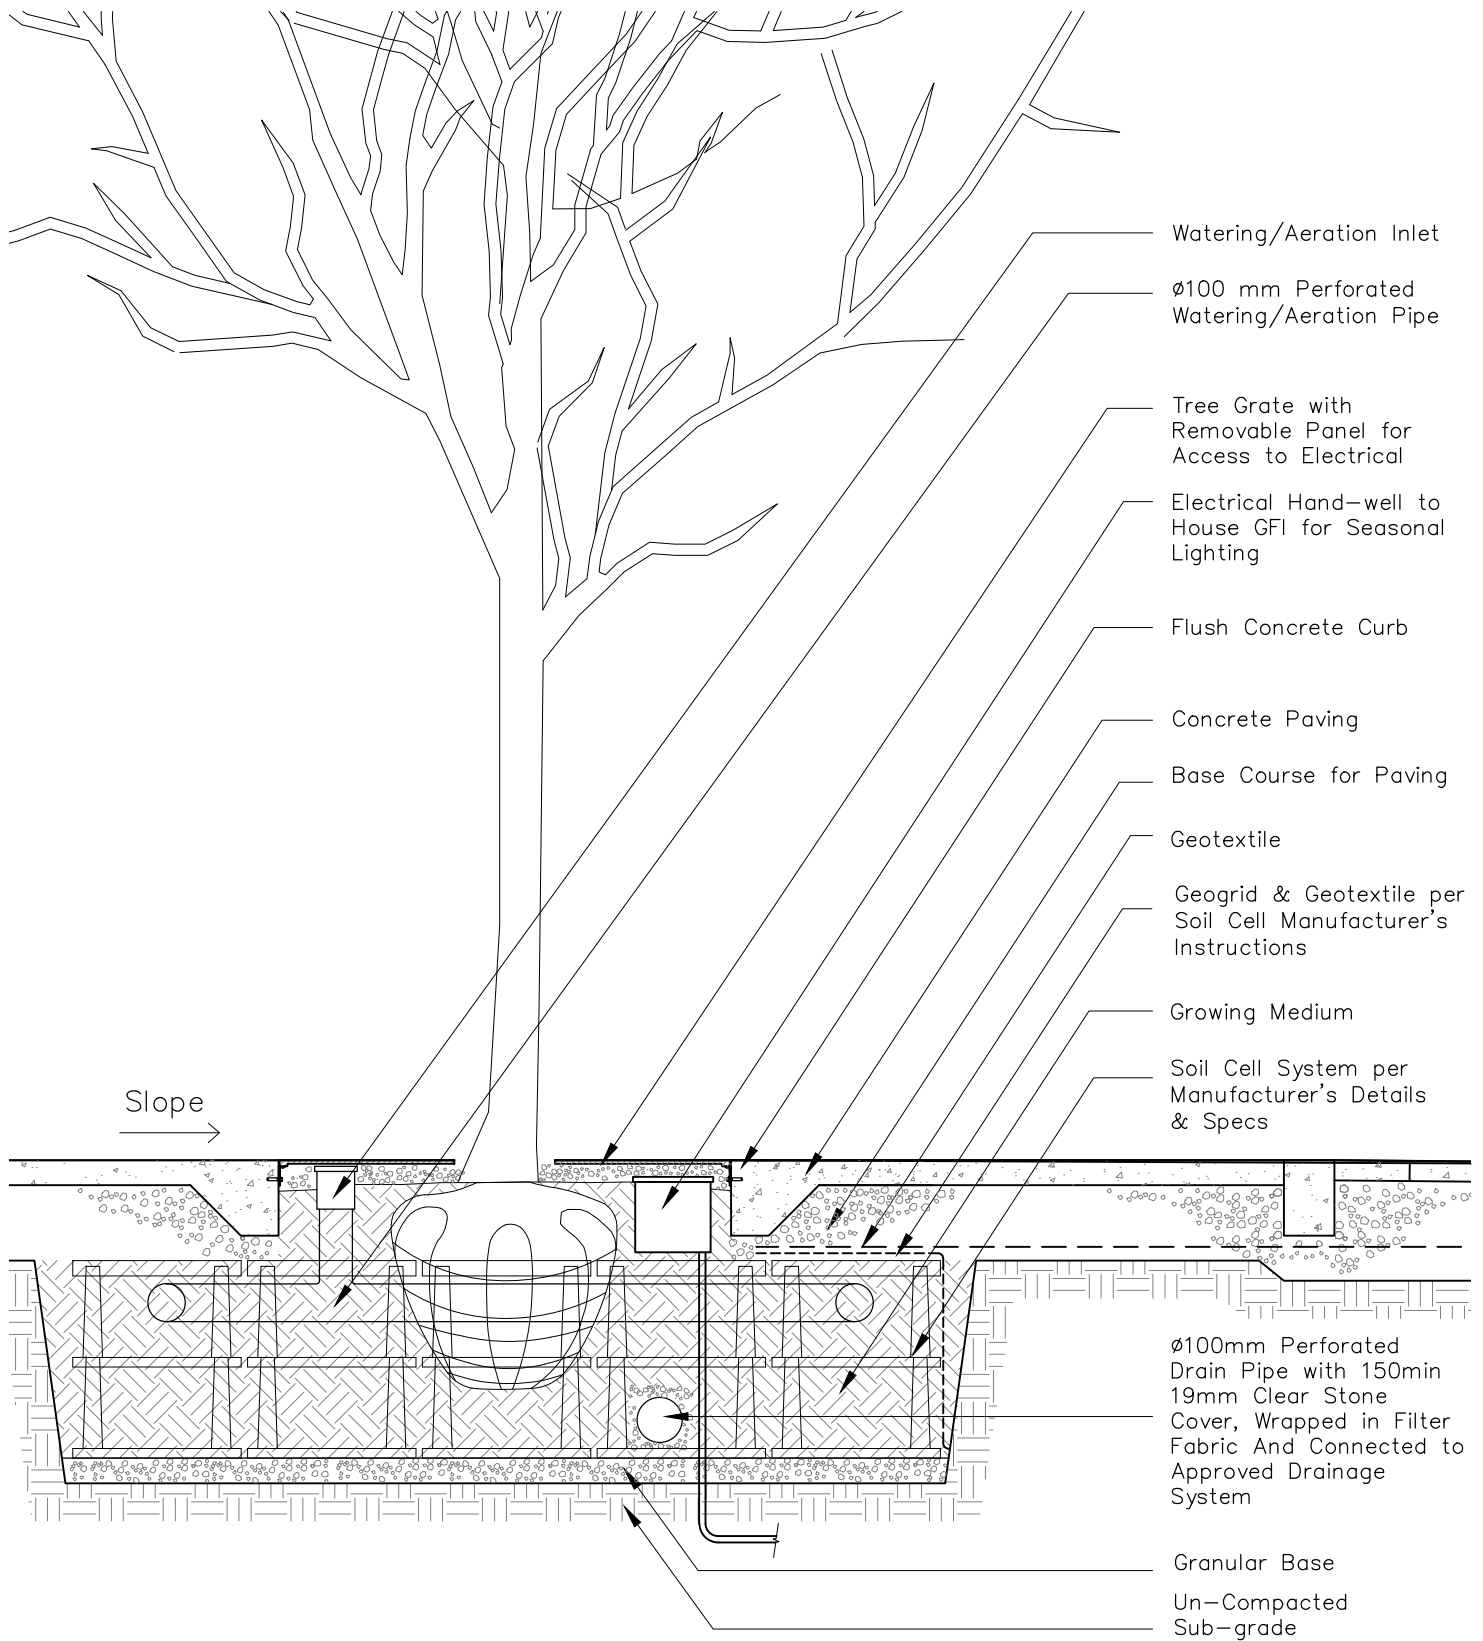 Watering/Aeration Inlet
ø100 mm Perforated
Watering/Aeration Pipe
Tree Grate with
Removable Panel for
Access to Electrical
Electrical Hand-well to
House GFI for Seasonal
Lighting
Flush Concrete Curb
Concrete Paving
Base Course for Paving
Geotextile
Geogrid & Geotextile per
Soil Cell Manufacturer's
Instructions
Growing Medium
Soil Cell System per
Manufacturer's Details
& Specs
Slope
ø100mm Perforated
Drain Pipe with 150min
19mm Clear Stone
Cover, Wrapped in Filter
Fabric And Connected to
Approved Drainage
System
Granular Base
Un-Compacted
Sub-grade